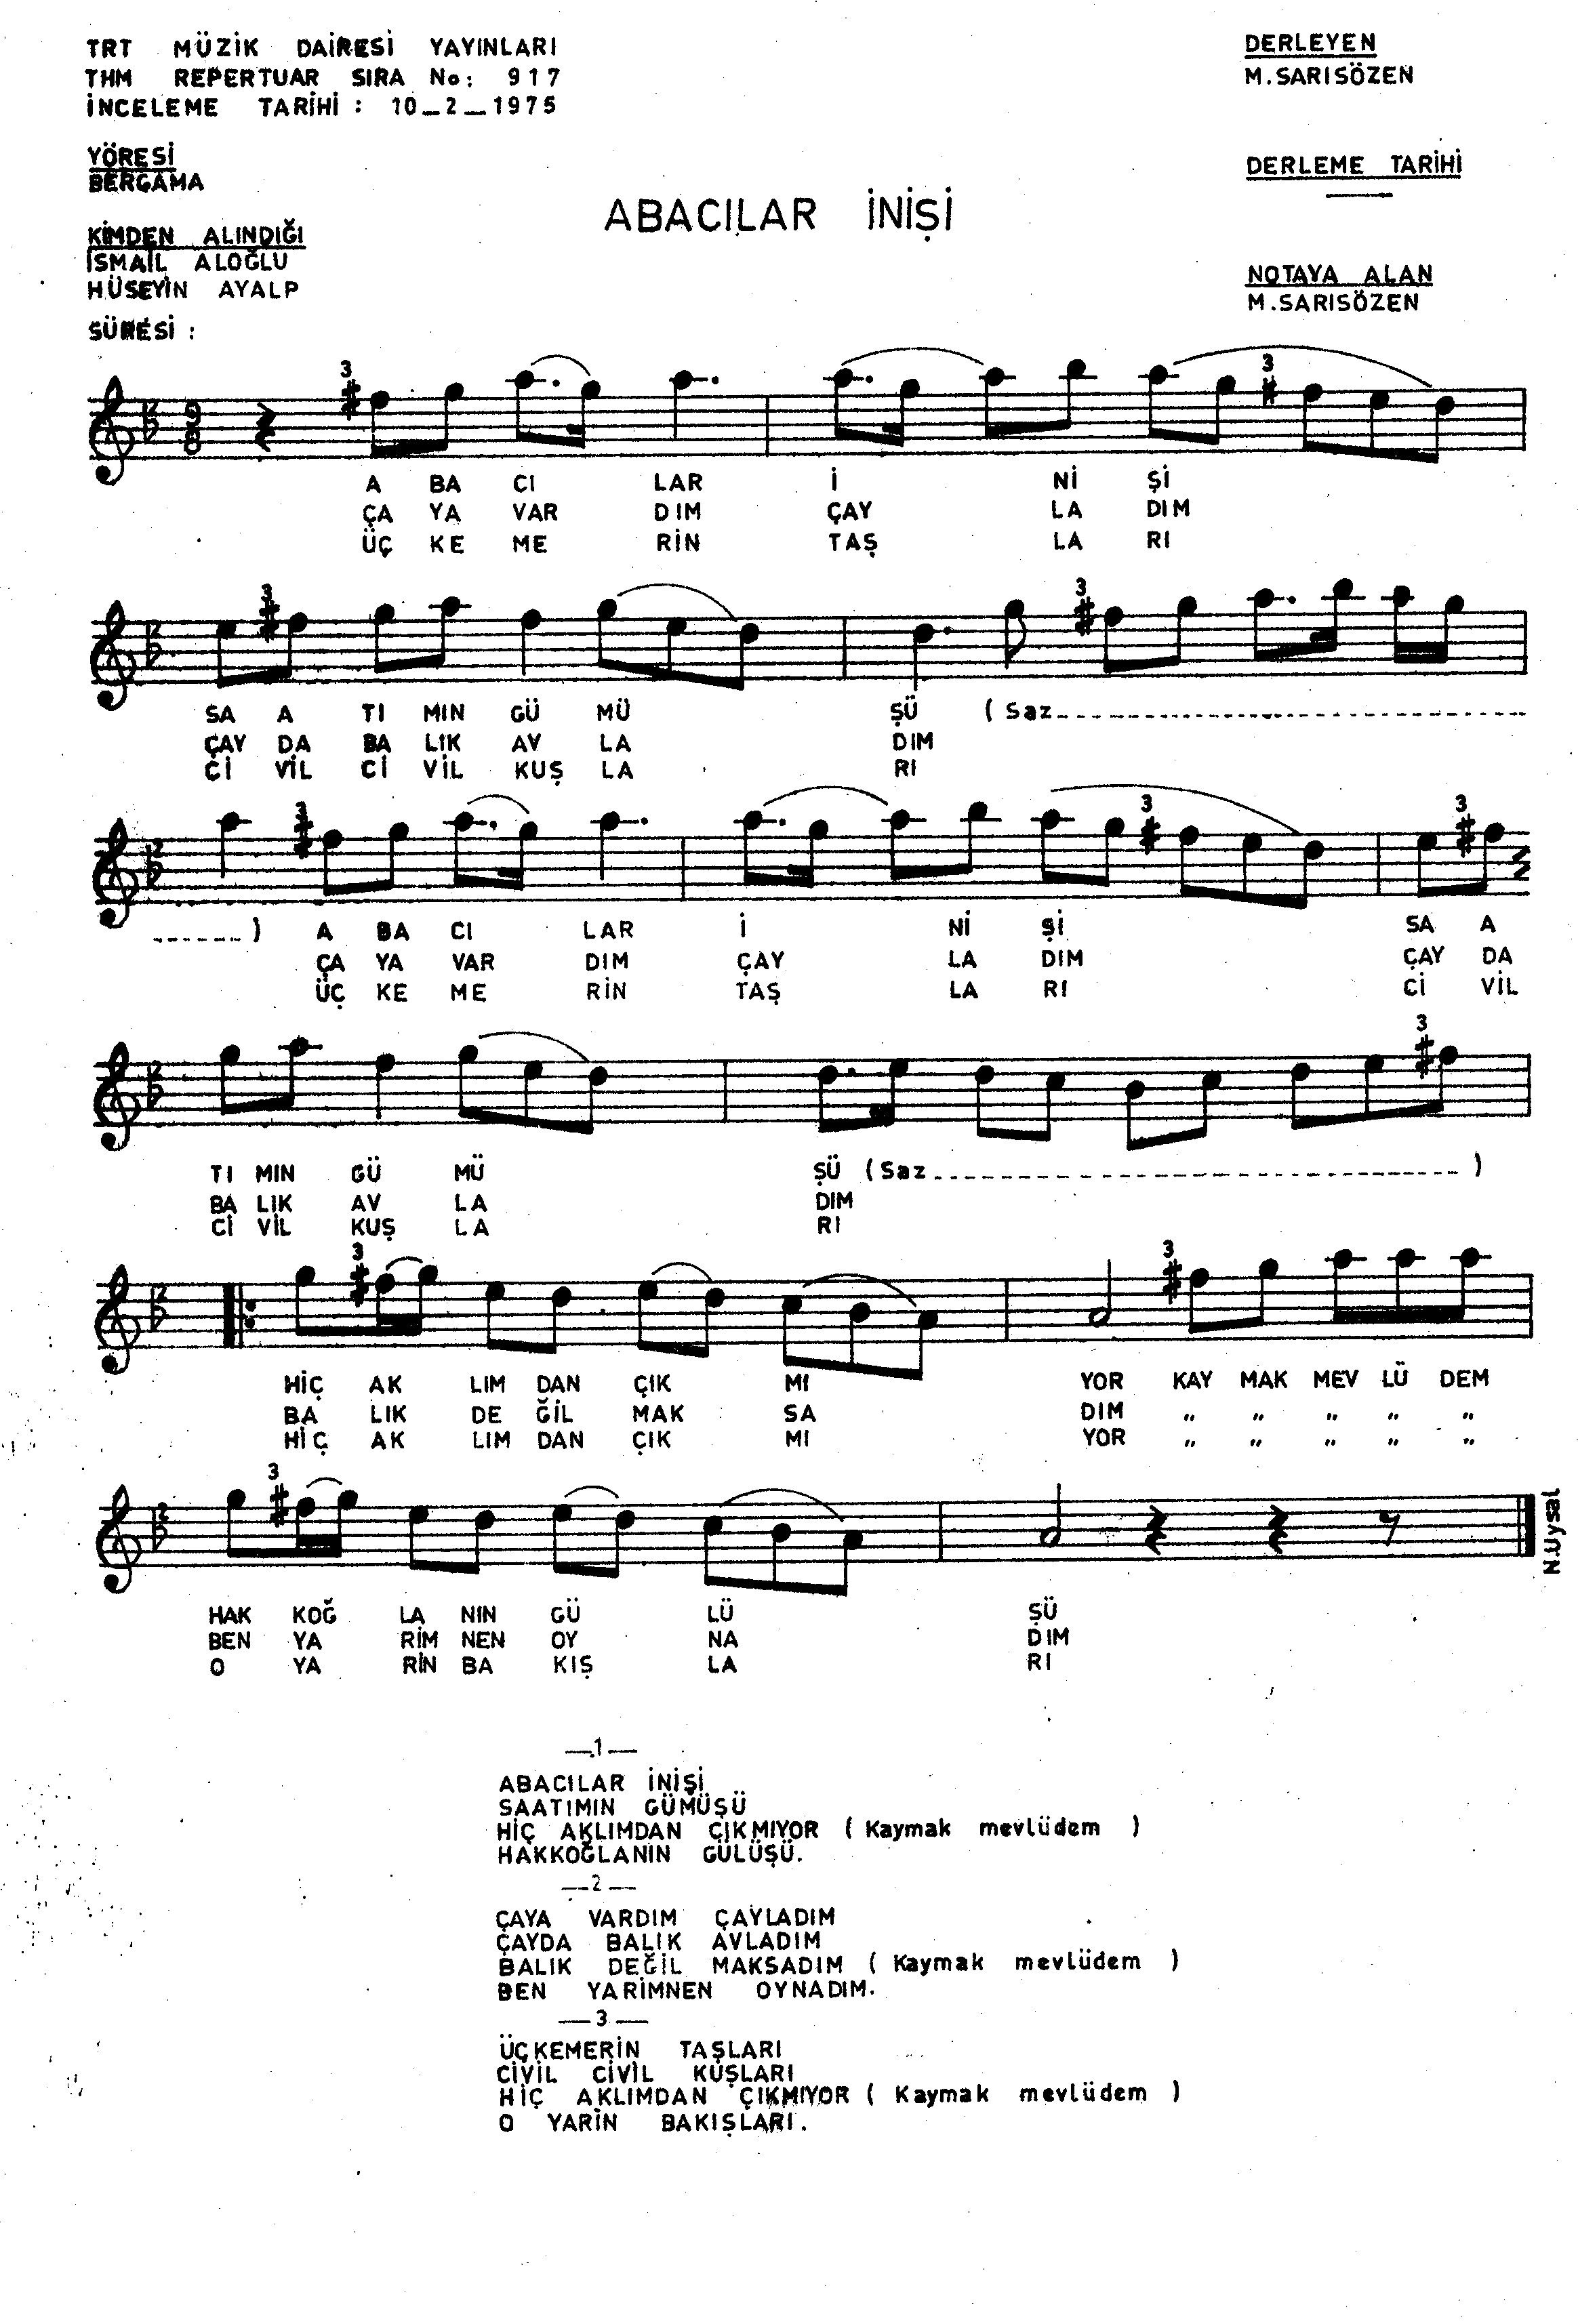 TRT MÜZİK DAİRESİ YAYINLARI
THM REPERTUAR SIRA No: 917
İNCELEME TARİHİ : 10_2_1975
DERLEYEN
M.SARISÖZEN
YÖRESİ
BERGAMA
DERLEME TARİHİ
ABACILAR İNİŞİ
KİMDEN ALINDIĞI
İSMAİL ALOĞLU
HÜSEYİN AYALP
NOTAYA ALAN
M.SARISÖZEN
SÜRESİ :
3 3
9
8
A BA CI LAR İ Nİ Şİ
ÇA YA VAR DIM ÇAY LA DIM
ÜÇ KE ME RİN TAŞ LA RI
2 3 3
SA A TI MIN GÜ MÜ ŞÜ ( Saz
ÇAY DA BA LIK AV LA DIM
Cİ VİL Cİ VİL KUŞ LA RI
2 3 3 3
) A BA CI LAR İ Nİ Şİ SA A
ÇA YA VAR DIM ÇAY LA DIM ÇAY DA
ÜÇ KE ME RİN TAŞ LA RI Cİ VİL
2 3
TI MIN GÜ MÜ ŞÜ ( Saz )
BA LIK AV LA DIM
Cİ VİL KUŞ LA RI
2 3 3
HİÇ AK LIM DAN ÇIK MI YOR KAY MAK MEV LÜ DEM
BA LIK DE ĞİL MAK SA DIM " " " " "
HİÇ AK LIM DAN ÇIK MI YOR " " " " "
2 3
N.Uysal
HAK KOĞ LA NIN GÜ LÜ ŞÜ
BEN YA RİM NEN OY NA DIM
O YA RİN BA KIŞ LA RI
—1—
ABACILAR İNİŞİ
SAATIMIN GÜMÜŞÜ
HİÇ AKLIMDAN ÇIKMIYOR ( Kaymak mevlüdem )
HAKKOĞLANIN GÜLÜŞÜ.
—2—
ÇAYA VARDIM ÇAYLADIM
ÇAYDA BALIK AVLADIM
BALIK DEĞİL MAKSADIM ( Kaymak mevlüdem )
BEN YARİMNEN OYNADIM.
—3—
ÜÇKEMERİN TAŞLARI
CİVİL CİVİL KUŞLARI
HİÇ AKLIMDAN ÇIKMIYOR ( Kaymak mevlüdem )
O YARİN BAKIŞLARI.